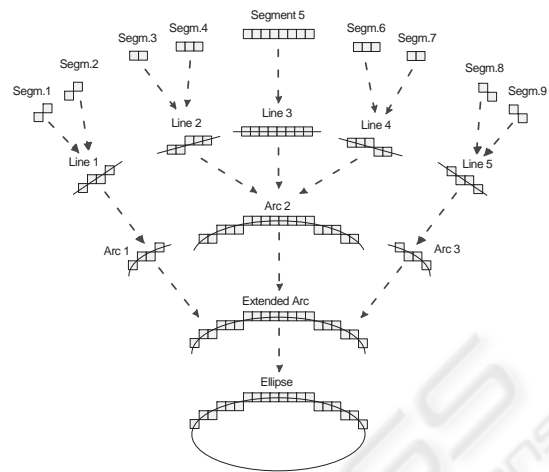 Segment 5
Segm.4
Segm.6
Segm.3
Segm.7
Segm.2
Segm.8
Segm.1
Segm.9
Line 3
Line 2
Line 4
Line 1
Line 5
Arc 2
Arc 1
Arc 3
Extended Arc
Ellipse